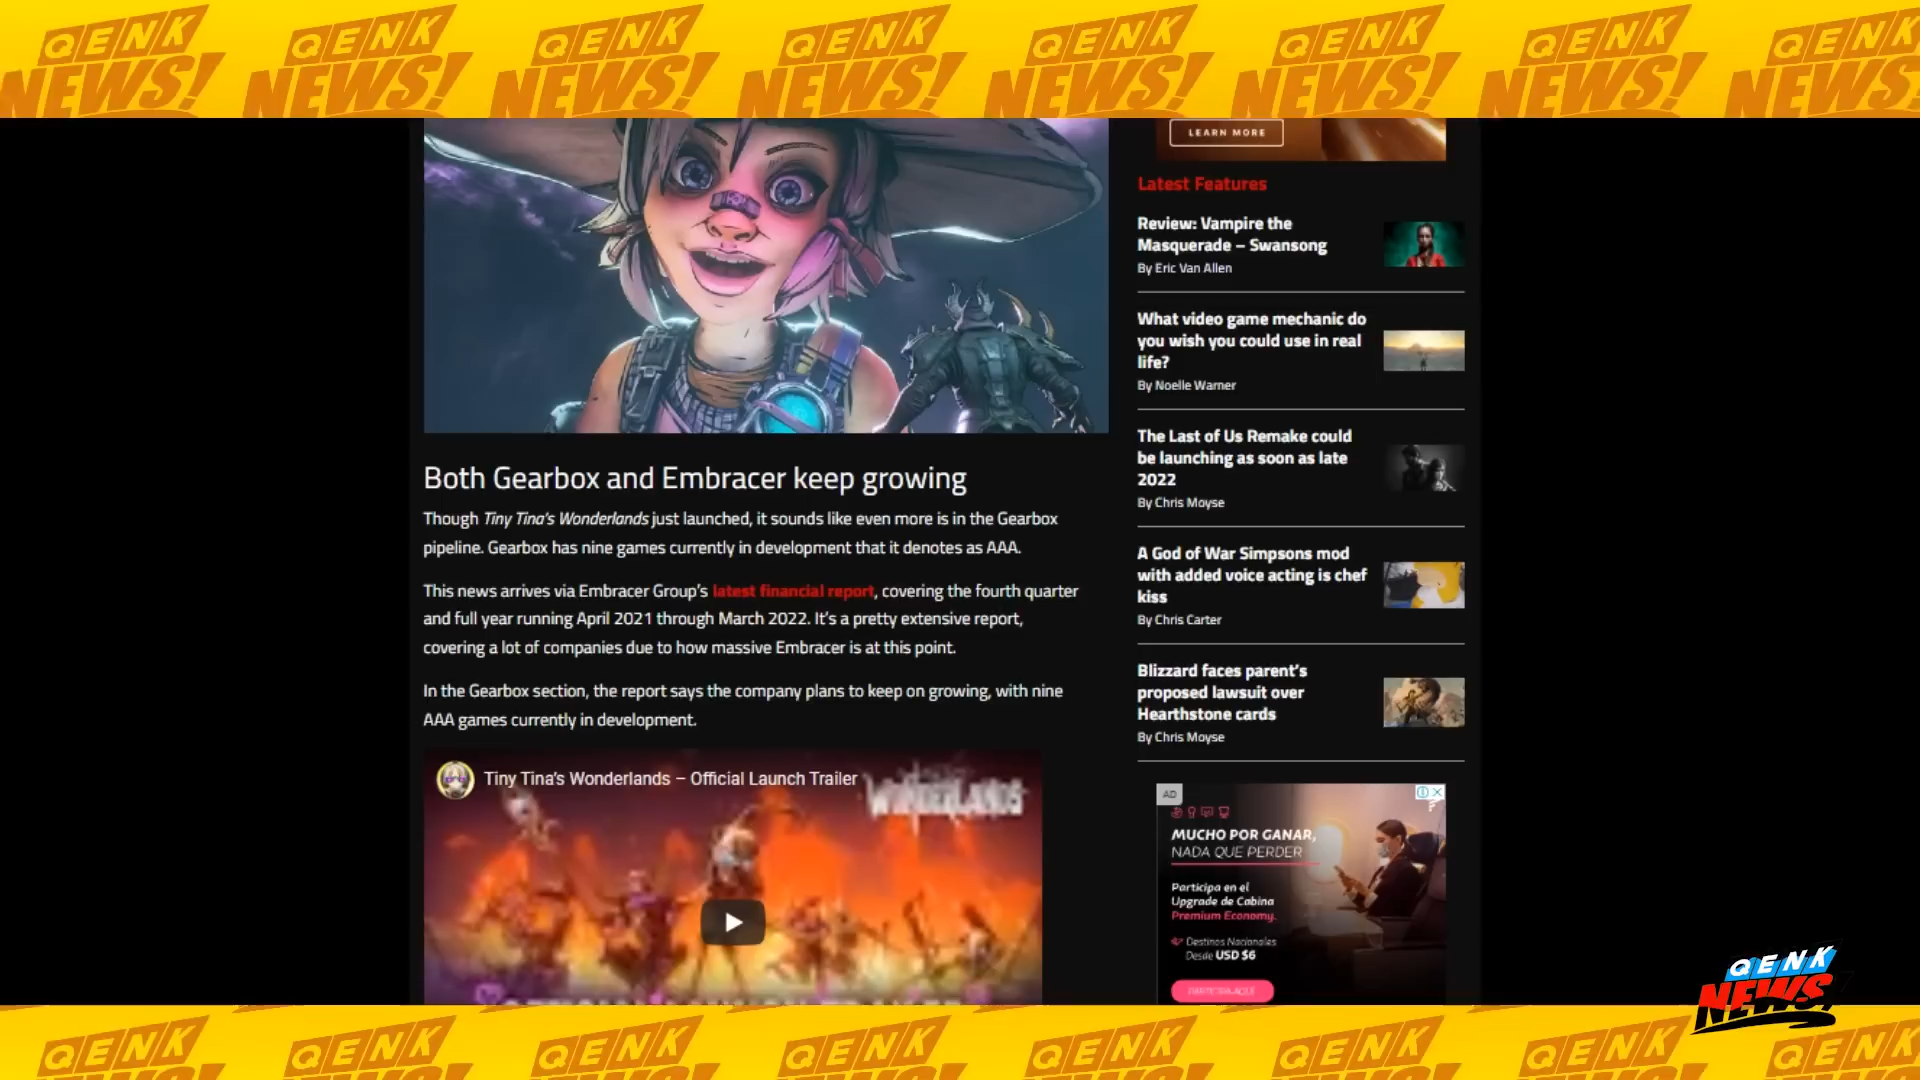 QENK NEWS! QENK NEWS! QENK NEWS! QENK NEWS! QENK NEWS! QENK NEWS! QENK NEWS! QENK NEWS!
Both Gearbox and Embracer keep growing
Though Tiny Tina's Wonderlands just launched, it sounds like even more is in the Gearbox
pipeline. Gearbox has nine games currently in development that it denotes as AAA.
This news arrives via Embracer Group's latest financial report, covering the fourth quarter
and full year running April 2021 through March 2022. It's a pretty extensive report,
covering a lot of companies due to how massive Embracer is at this point.
In the Gearbox section, the report says the company plans to keep on growing, with nine
AAA games currently in development.
Tiny Tina's Wonderlands – Official Launch Trailer
WONDERLANDS
LEARN MORE
Latest Features
Review: Vampire the
Masquerade – Swansong
By Eric Van Allen
What video game mechanic do
you wish you could use in real
life?
By Noelle Warner
The Last of Us Remake could
be launching as soon as late
2022
By Chris Moyse
A God of War Simpsons mod
with added voice acting is chef
kiss
By Chris Carter
Blizzard faces parent's
proposed lawsuit over
Hearthstone cards
By Chris Moyse
AD
MUCHO POR GANAR,
NADA QUE PERDER
Participa en el
Upgrade de Cabina
Premium Economy.
Destinos Nacionales
Desde USD $6
QENK
NEWS!
QENK QENK QENK QENK QENK QENK QENK QENK